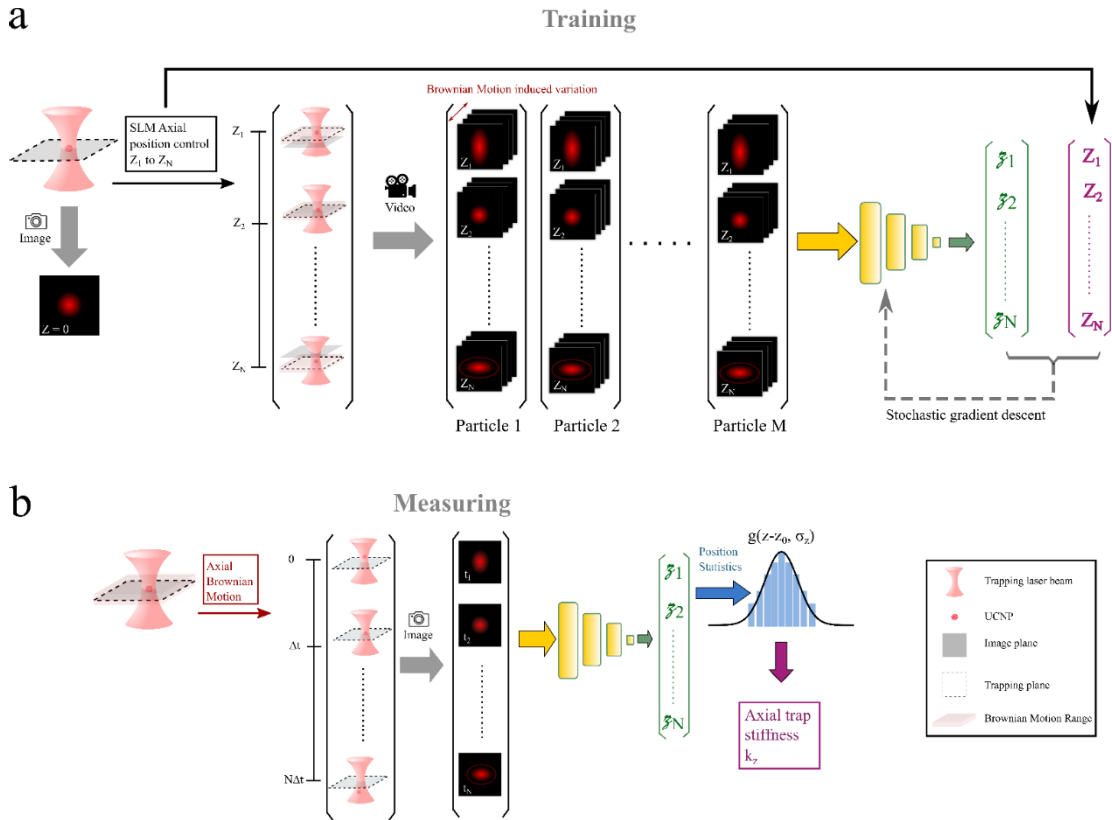 a
Training
Brownian Motion induced variation
SLM Axial
position control
Z1 to ZN
Image
Z = 0
Z1
Z2
ZN
Video
Z1
Z2
ZN
Z1
Z2
ZN
Z1
Z2
ZN
Particle 1
Particle 2
Particle M
𝔷1
𝔷2
𝔷N
Z1
Z2
ZN
Stochastic gradient descent
b
Measuring
Axial
Brownian
Motion
0
Δt
NΔt
Image
t1
t2
tN
𝔷1
𝔷2
𝔷N
Position
Statistics
g(z-z0, σz)
Axial trap
stiffness
kz
Trapping laser beam
UCNP
Image plane
Trapping plane
Brownian Motion Range